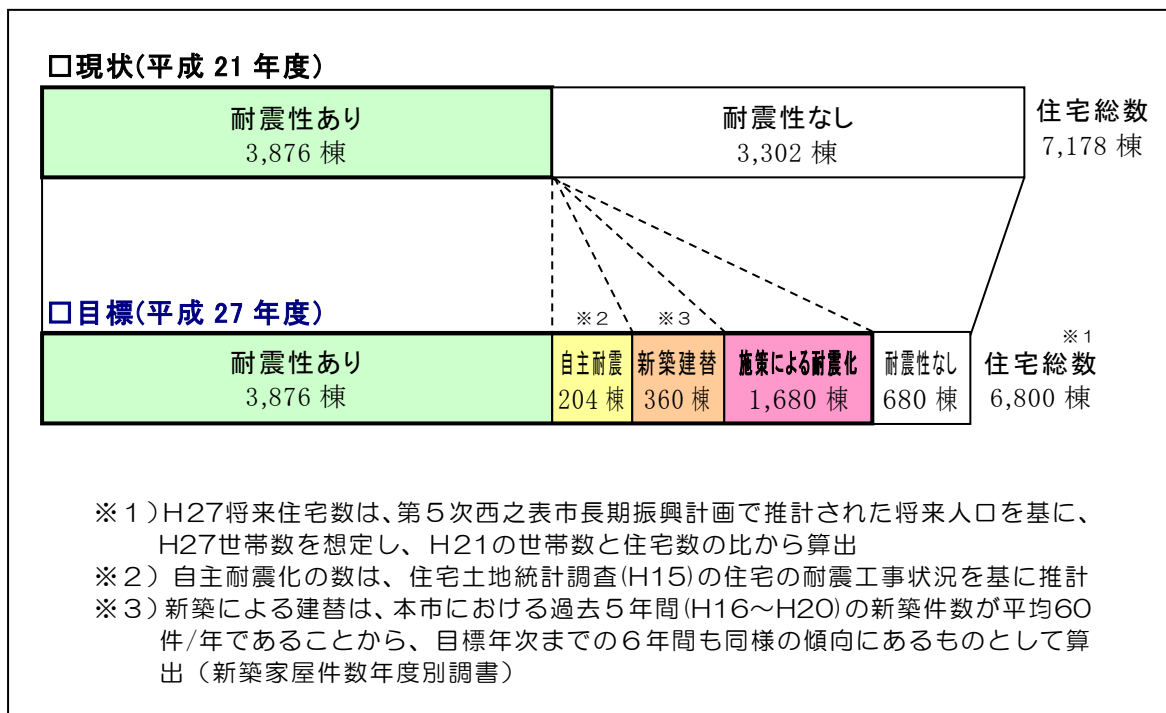 □現状(平成 21 年度)
耐震性あり
3,876 棟
耐震性なし
3,302 棟
住宅総数
7,178 棟
□目標(平成 27 年度)
※2
※3
※1
耐震性あり
3,876 棟
自主耐震
204 棟
新築建替
360 棟
施策による耐震化
1,680 棟
耐震性なし
680 棟
住宅総数
6,800 棟
※1)H27将来住宅数は、第5次西之表市長期振興計画で推計された将来人口を基に、
H27世帯数を想定し、H21の世帯数と住宅数の比から算出
※2) 自主耐震化の数は、住宅土地統計調査(H15)の住宅の耐震工事状況を基に推計
※3)新築による建替は、本市における過去5年間(H16~H20)の新築件数が平均60
件/年であることから、目標年次までの6年間も同様の傾向にあるものとして算
出(新築家屋件数年度別調書)